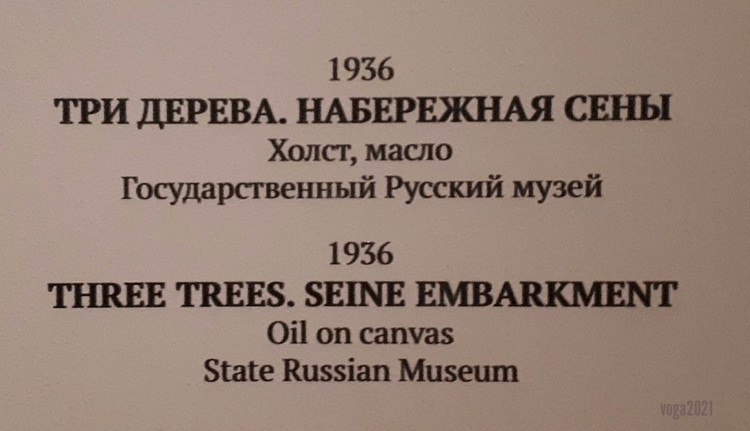 1936
ТРИ ДЕРЕВА. НАБЕРЕЖНАЯ СЕНЫ
Холст, масло
Государственный Русский музей
1936
THREE TREES. SEINE EMBARKMENT
Oil on canvas
State Russian Museum
voga2021